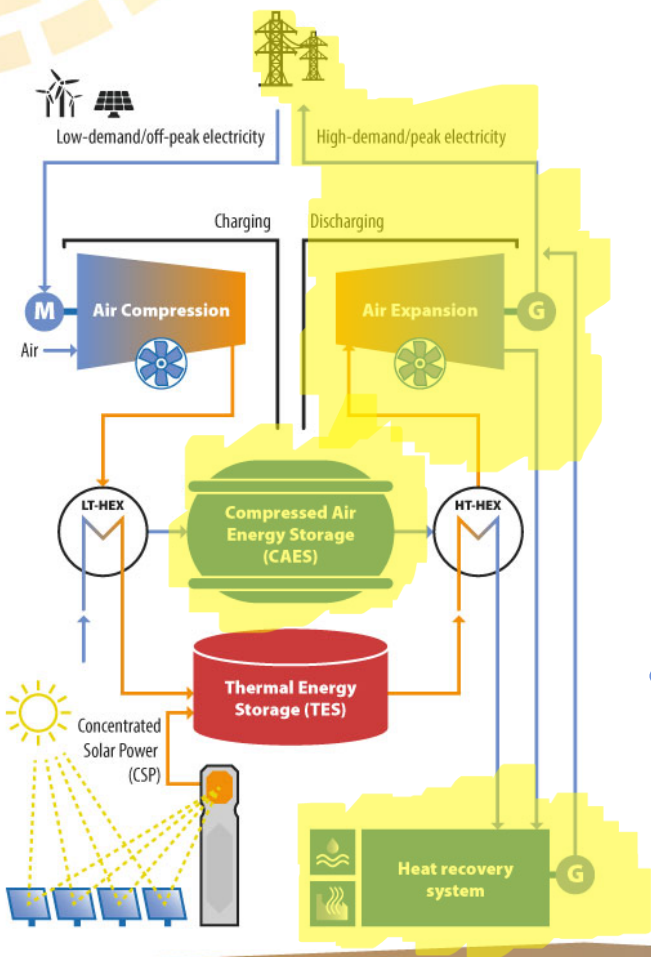 Low-demand/off-peak electricity
High-demand/peak electricity
Charging
Discharging
M
Air Compression
Air Expansion
G
Air
LT-HEX
Compressed Air
Energy Storage
(CAES)
HT-HEX
Thermal Energy
Storage (TES)
Concentrated
Solar Power
(CSP)
Heat recovery
system
G